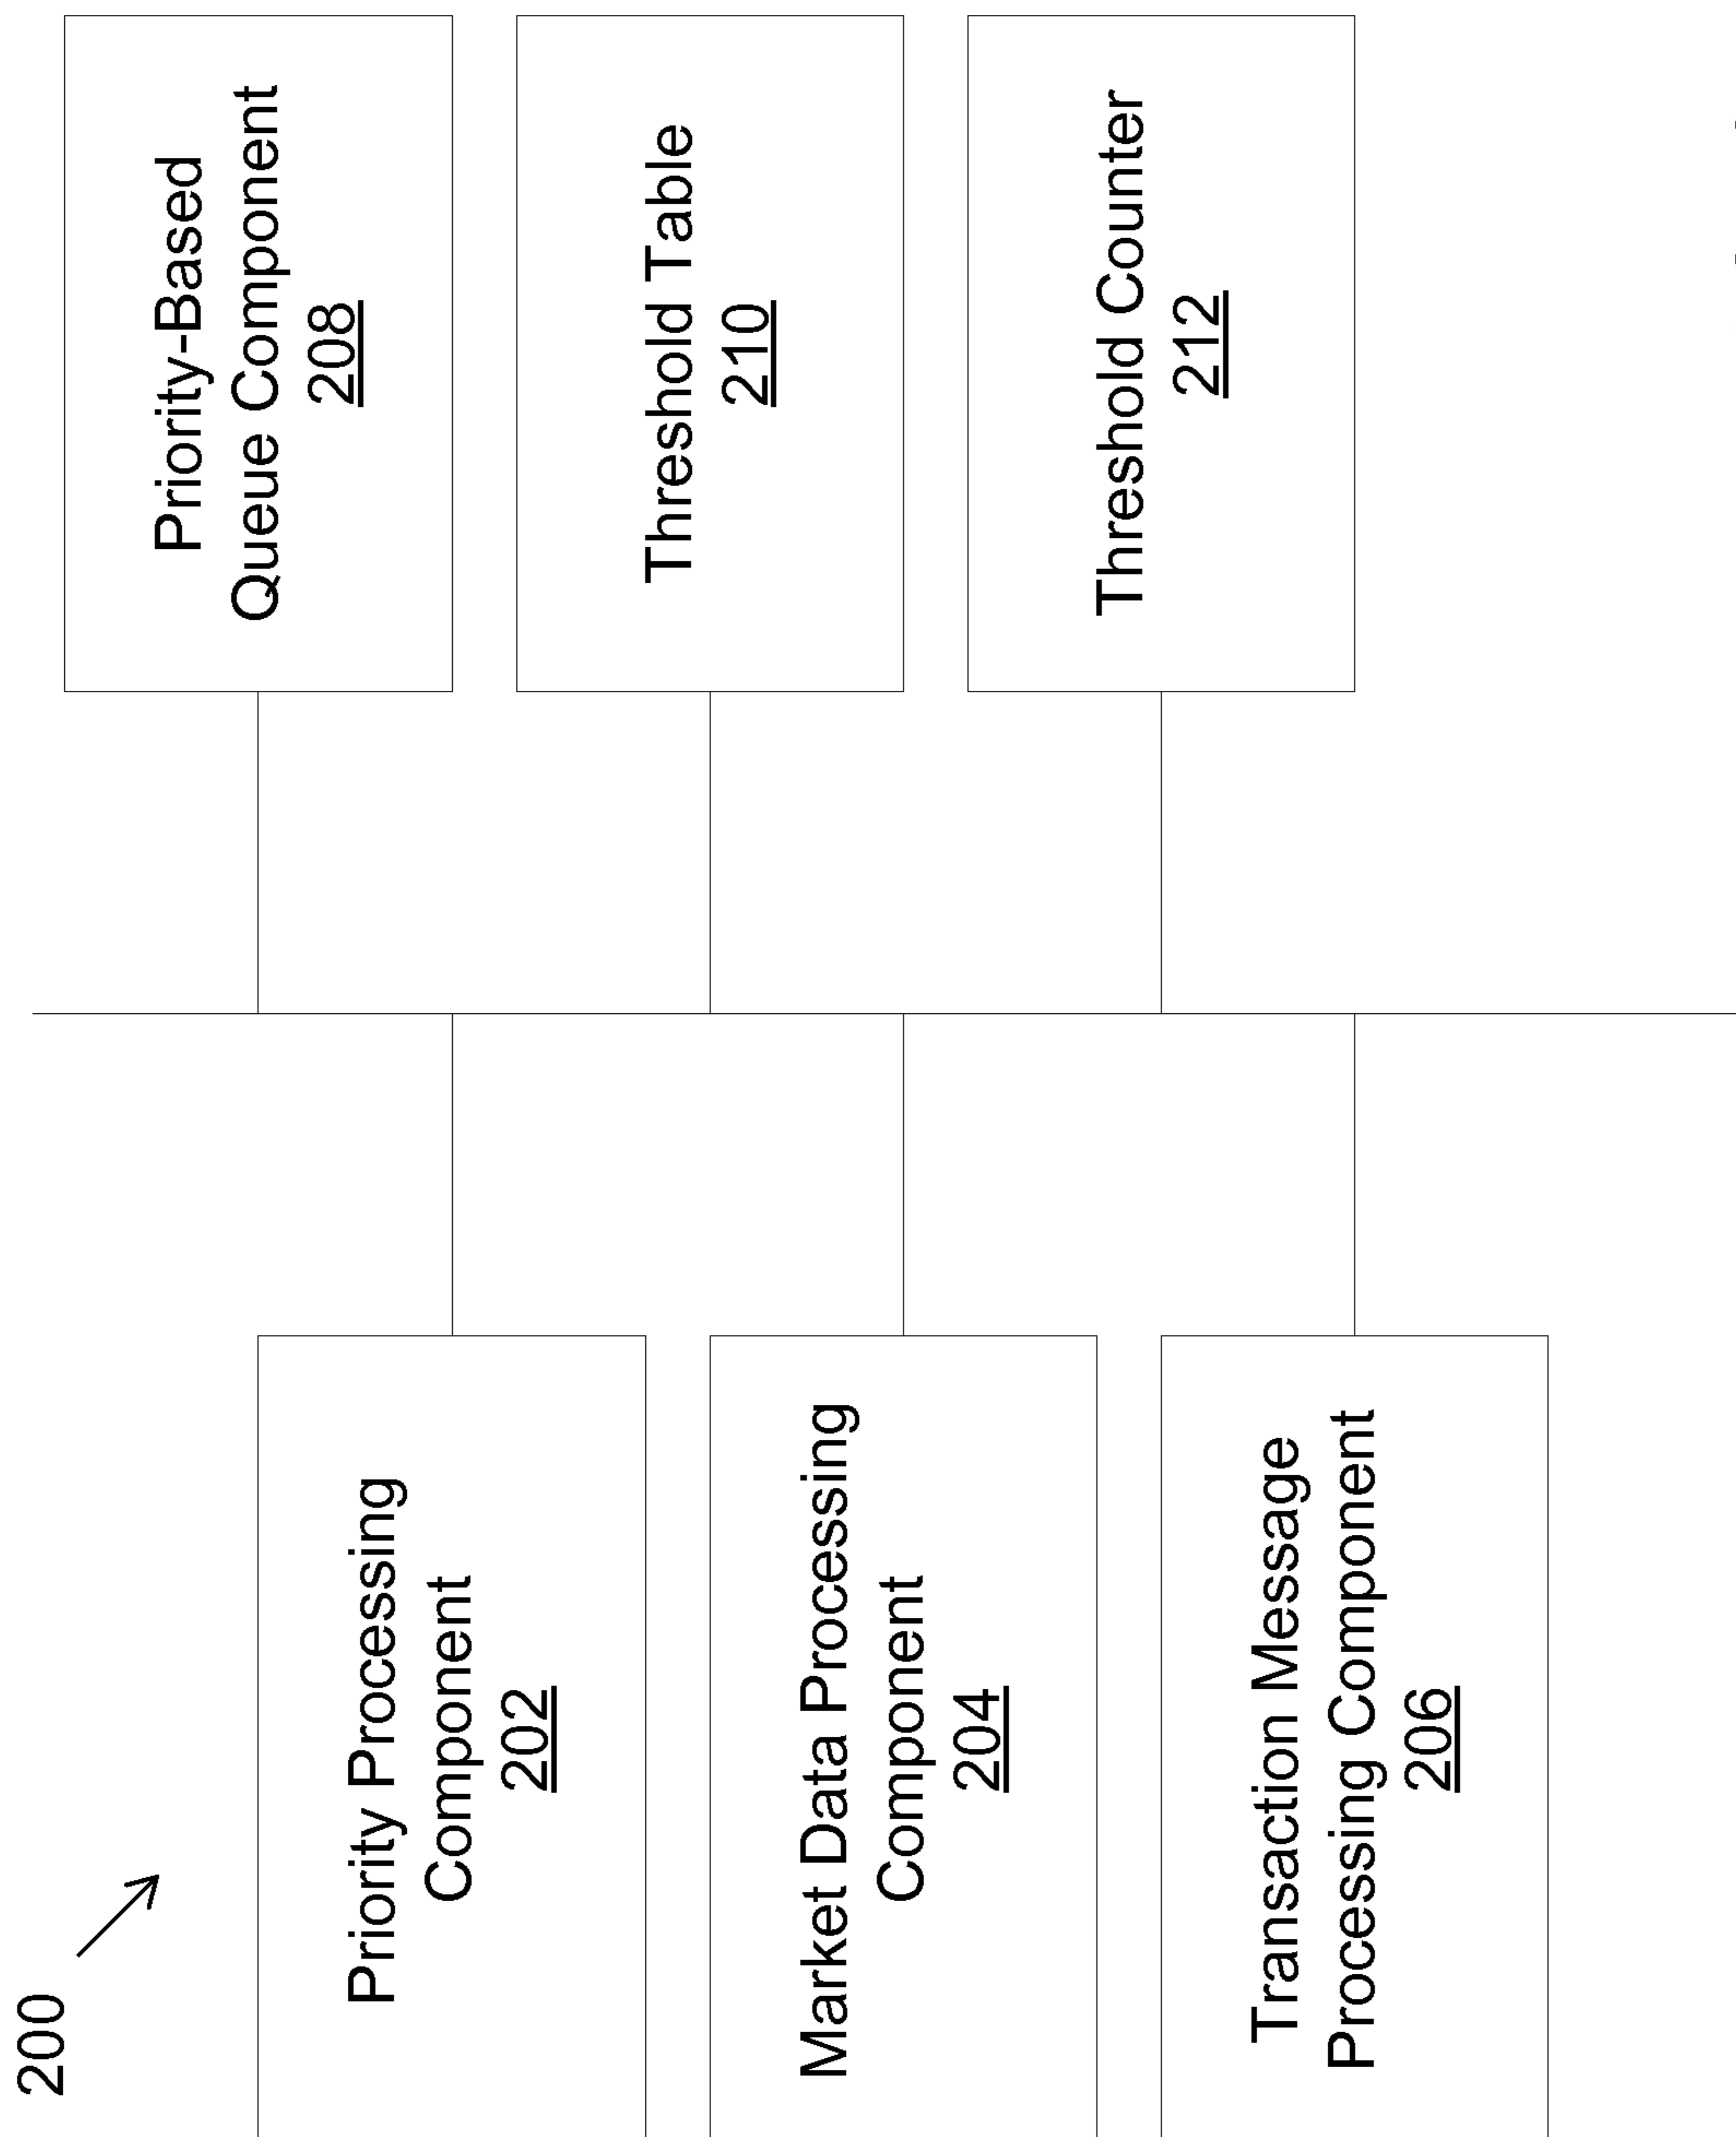 200
Priority Processing
Component
202
Market Data Processing
Component
204
Transaction Message
Processing Component
206
Priority-Based
Queue Component
208
Threshold Table
210
Threshold Counter
212